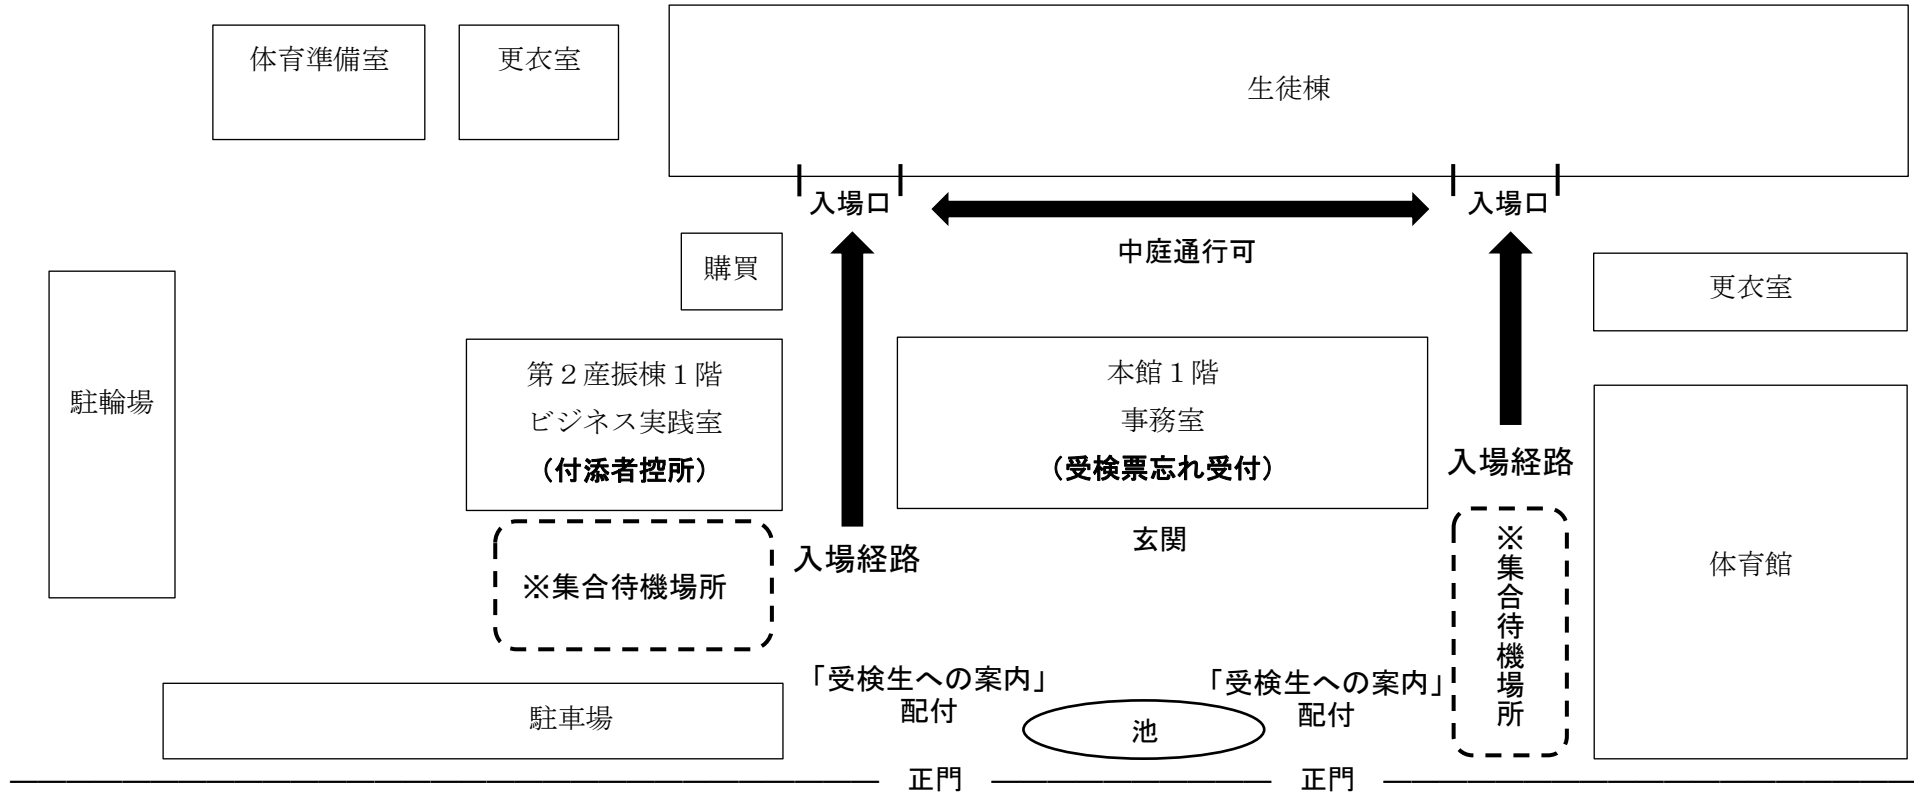 体育準備室
更衣室
生徒棟
入場口
入場口
中庭通行可
購買
更衣室
駐輪場
第２産振棟１階
ビジネス実践室
（付添者控所）
本館１階
事務室
（受検票忘れ受付）
入場経路
玄関
入場経路
※集合待機場所
※集合待機場所
体育館
「受検生への案内」
配付
「受検生への案内」
配付
駐車場
池
正門
正門